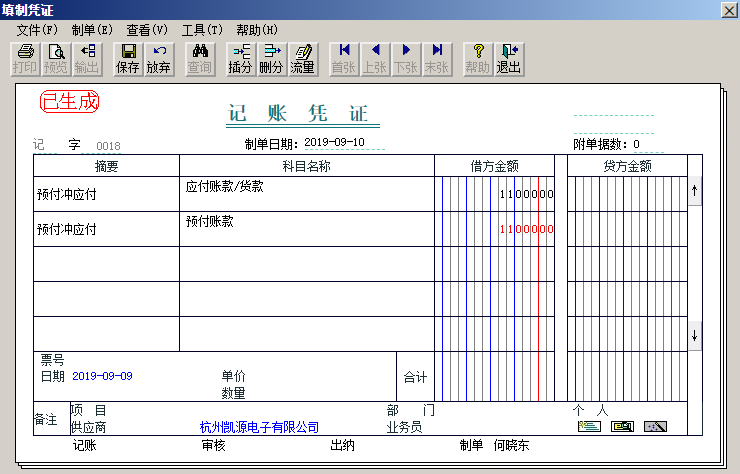 填制凭证
文件(F) 制单(E) 查看(V) 工具(T) 帮助(H)
打印 预览 输出 保存 放弃 查询 插分 删分 流量 首张 上张 下张 末张 帮助 退出
已生成
记 账 凭 证
记 字 0018 制单日期: 2019-09-10 附单据数: 0
摘要 科目名称 借方金额 贷方金额
预付冲应付 应付账款/货款 1100000
预付冲应付 预付账款 1100000
票号
日期 2019-09-09 单价 合计
数量
备注 项 目 部 门 个 人
供应商 杭州凯源电子有限公司 业务员
记账 审核 出纳 制单 何晓东